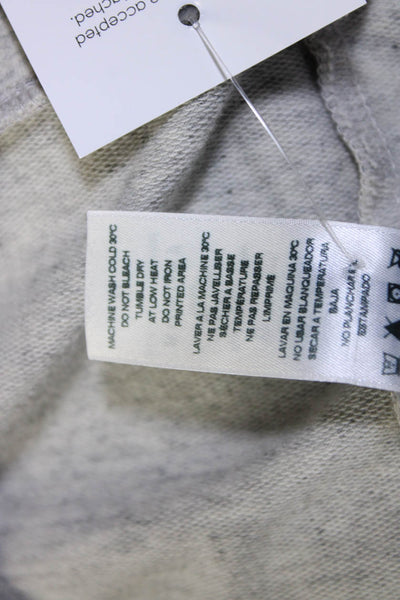 accepted
ached.
MACHINE WASH COLD 30°C
DO NOT BLEACH
TUMBLE DRY
AT LOW HEAT
DO NOT IRON
PRINTED AREA
LAVER A LA MACHINE 30°C
NE PAS JAVELLISER
SECHER A BASSE
TEMPÉRATURE
NE PAS REPASSER
L'IMPRIMÉ
LAVAR EN MAQUINA 30°C
NO USAR BLANQUEADOR
SECAR A TEMPERATURA
BAJA
NO PLANCHAR
ESTAMPADO